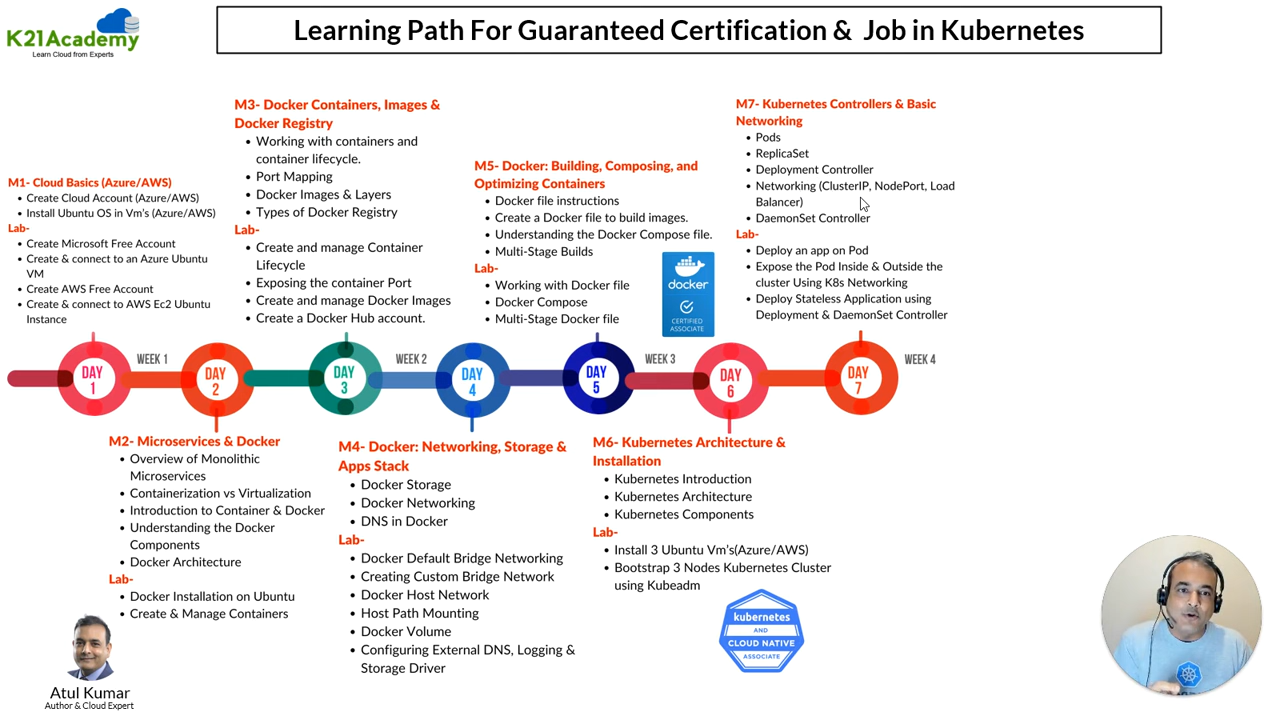 K21Academy
Learn Cloud from Experts
Learning Path For Guaranteed Certification & Job in Kubernetes
M1- Cloud Basics (Azure/AWS)
• Create Cloud Account (Azure/AWS)
• Install Ubuntu OS in Vm's (Azure/AWS)
Lab-
• Create Microsoft Free Account
• Create & connect to an Azure Ubuntu
VM
• Create AWS Free Account
• Create & connect to AWS Ec2 Ubuntu
Instance
M3- Docker Containers, Images &
Docker Registry
• Working with containers and
container lifecycle.
• Port Mapping
• Docker Images & Layers
• Types of Docker Registry
Lab-
• Create and manage Container
Lifecycle
• Exposing the container Port
• Create and manage Docker Images
• Create a Docker Hub account.
M5- Docker: Building, Composing, and
Optimizing Containers
• Docker file instructions
• Create a Docker file to build images.
• Understanding the Docker Compose file.
• Multi-Stage Builds
Lab-
• Working with Docker file
• Docker Compose
• Multi-Stage Docker file
docker
CERTIFIED
ASSOCIATE
M7- Kubernetes Controllers & Basic
Networking
• Pods
• ReplicaSet
• Deployment Controller
• Networking (ClusterIP, NodePort, Load
Balancer)
• DaemonSet Controller
Lab-
• Deploy an app on Pod
• Expose the Pod Inside & Outside the
cluster Using K8s Networking
• Deploy Stateless Application using
Deployment & DaemonSet Controller
DAY
1
WEEK 1
DAY
2
DAY
3
WEEK 2
DAY
4
DAY
5
WEEK 3
DAY
6
DAY
7
WEEK 4
M2- Microservices & Docker
• Overview of Monolithic
Microservices
• Containerization vs Virtualization
• Introduction to Container & Docker
• Understanding the Docker
Components
• Docker Architecture
Lab-
• Docker Installation on Ubuntu
• Create & Manage Containers
M4- Docker: Networking, Storage &
Apps Stack
• Docker Storage
• Docker Networking
• DNS in Docker
Lab-
• Docker Default Bridge Networking
• Creating Custom Bridge Network
• Docker Host Network
• Host Path Mounting
• Docker Volume
• Configuring External DNS, Logging &
Storage Driver
M6- Kubernetes Architecture &
Installation
• Kubernetes Introduction
• Kubernetes Architecture
• Kubernetes Components
Lab-
• Install 3 Ubuntu Vm's(Azure/AWS)
• Bootstrap 3 Nodes Kubernetes Cluster
using Kubeadm
kubernetes
AND
CLOUD NATIVE
ASSOCIATE
Atul Kumar
Author & Cloud Expert